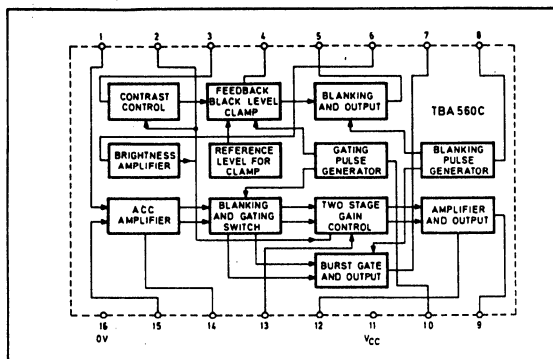 1 2 3 4 5 6 7 8
CONTRAST
CONTROL
FEEDBACK
BLACK LEVEL
CLAMP
BLANKING
AND OUTPUT
TBA 560C
BRIGHTNESS
AMPLIFIER
REFERENCE
LEVEL FOR
CLAMP
GATING
PULSE
GENERATOR
BLANKING
PULSE
GENERATOR
ACC
AMPLIFIER
BLANKING
AND GATING
SWITCH
TWO STAGE
GAIN
CONTROL
AMPLIFIER
AND OUTPUT
BURST GATE
AND OUTPUT
16 15 14 13 12 11 10 9
0V VCC